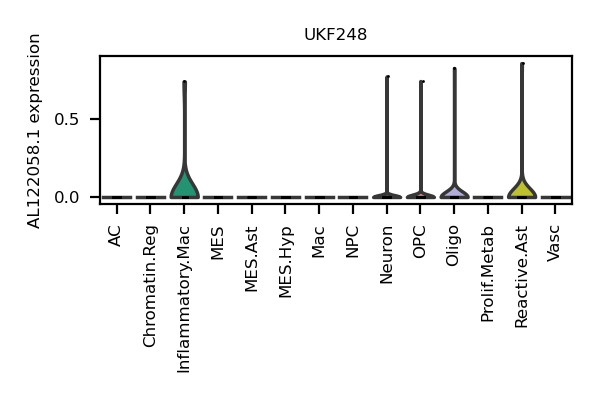 UKF248
AL122058.1 expression
0.5
0.0
AC
Chromatin.Reg
Inflammatory.Mac
MES
MES.Ast
MES.Hyp
Mac
NPC
Neuron
OPC
Oligo
Prolif.Metab
Reactive.Ast
Vasc